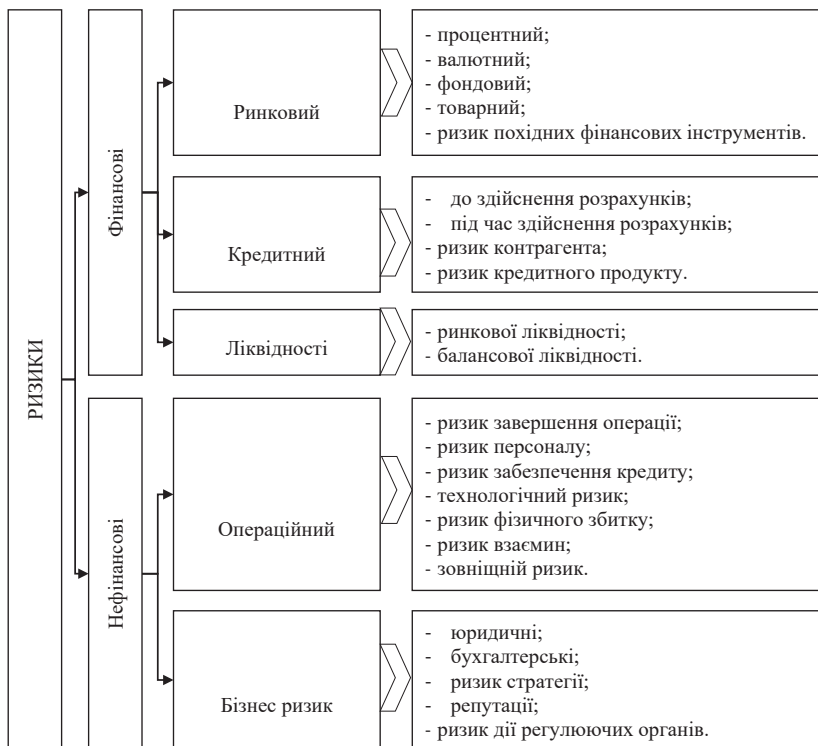 РИЗИКИ
Фінансові
Ринковий
- процентний;
- валютний;
- фондовий;
- товарний;
- ризик похідних фінансових інструментів.
Кредитний
- до здійснення розрахунків;
- під час здійснення розрахунків;
- ризик контрагента;
- ризик кредитного продукту.
Ліквідності
- ринкової ліквідності;
- балансової ліквідності.
Нефінансові
Операційний
- ризик завершення операції;
- ризик персоналу;
- ризик забезпечення кредиту;
- технологічний ризик;
- ризик фізичного збитку;
- ризик взаємин;
- зовніщній ризик.
Бізнес ризик
- юридичні;
- бухгалтерські;
- ризик стратегії;
- репутації;
- ризик дії регулюючих органів.